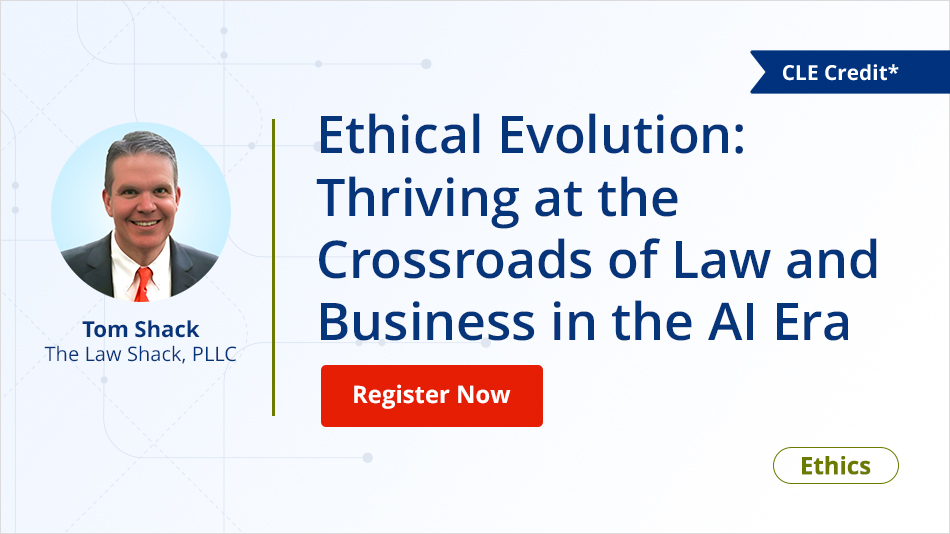 CLE Credit*
Ethical Evolution:
Thriving at the
Crossroads of Law and
Business in the AI Era
Tom Shack
The Law Shack, PLLC
Register Now
Ethics